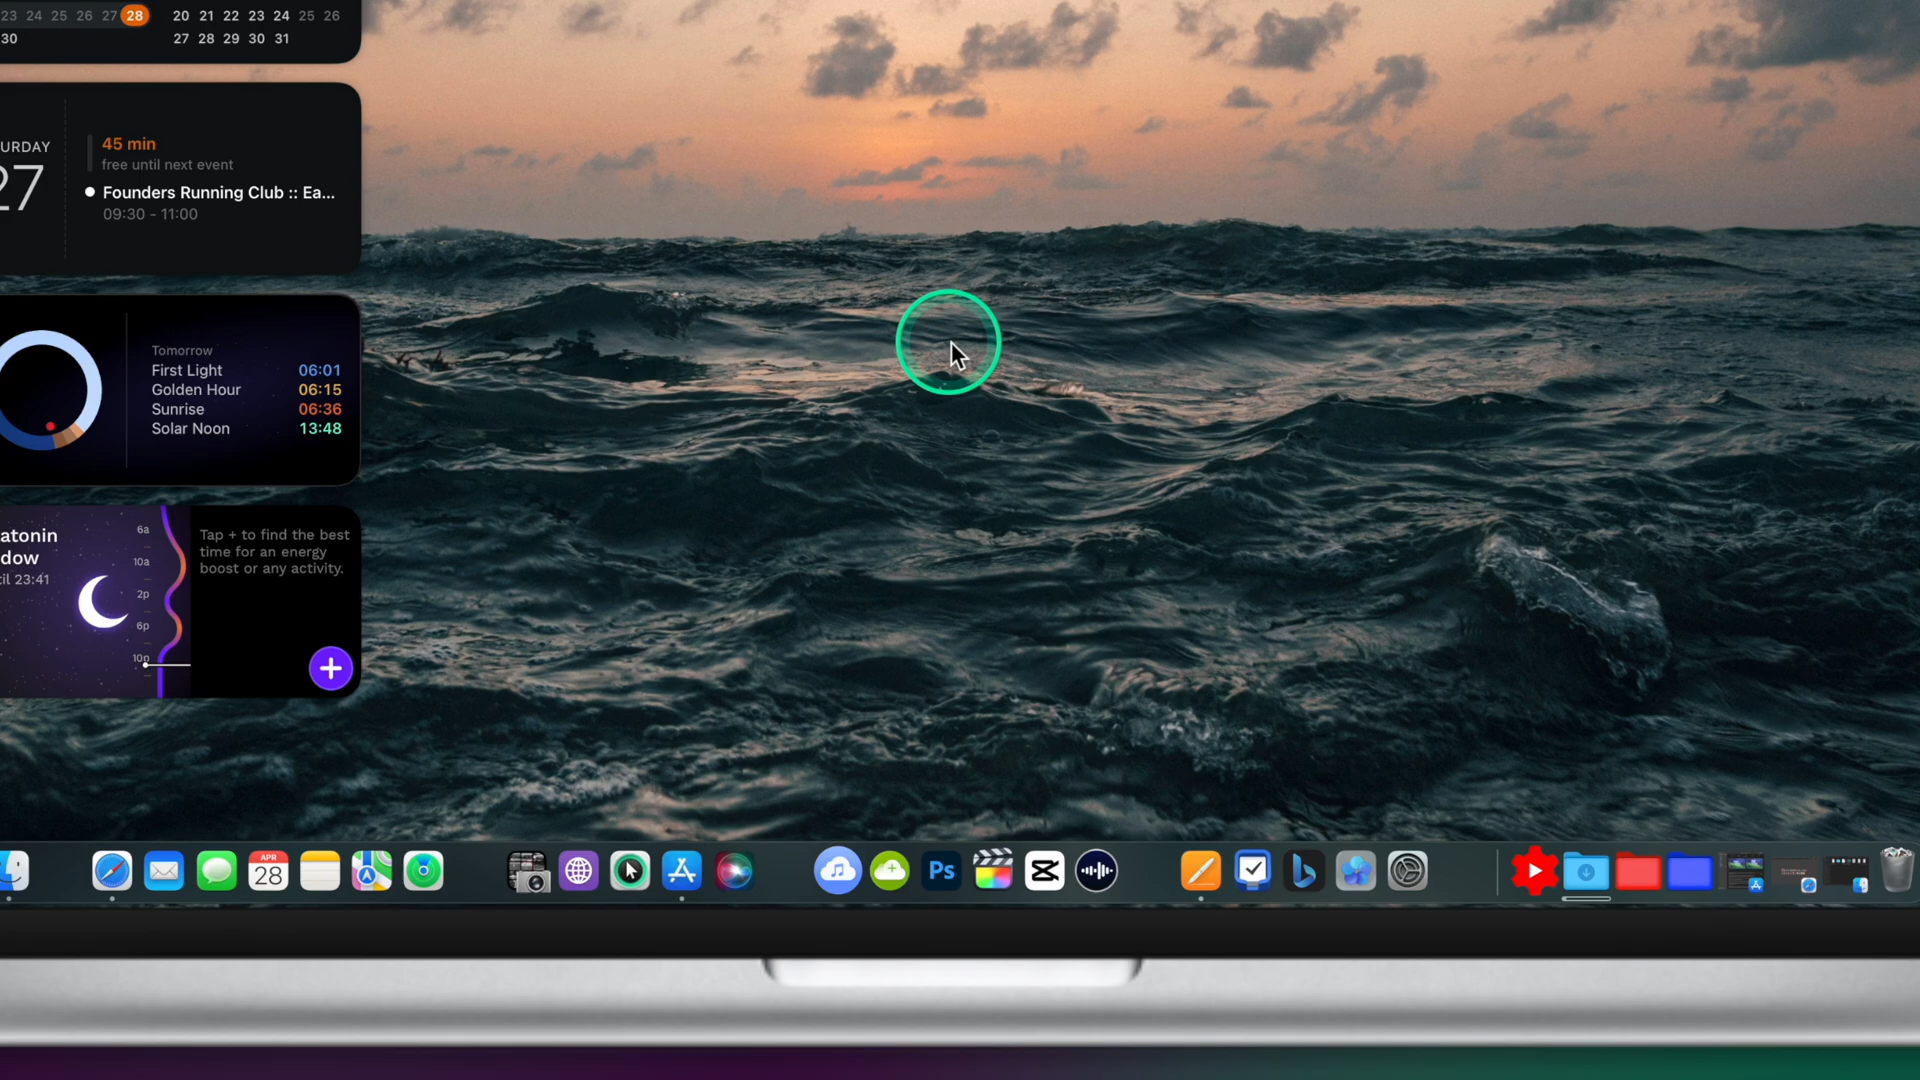 23 24 25 26 27 28
30
20 21 22 23 24 25 26
27 28 29 30 31
URDAY
27
45 min
free until next event
Founders Running Club :: Ea...
09:30 - 11:00
Tomorrow
First Light 06:01
Golden Hour 06:15
Sunrise 06:36
Solar Noon 13:48
atonin
dow
til 23:41
6a
10a
2p
6p
10p
Tap + to find the best
time for an energy
boost or any activity.
APR
28
Ps